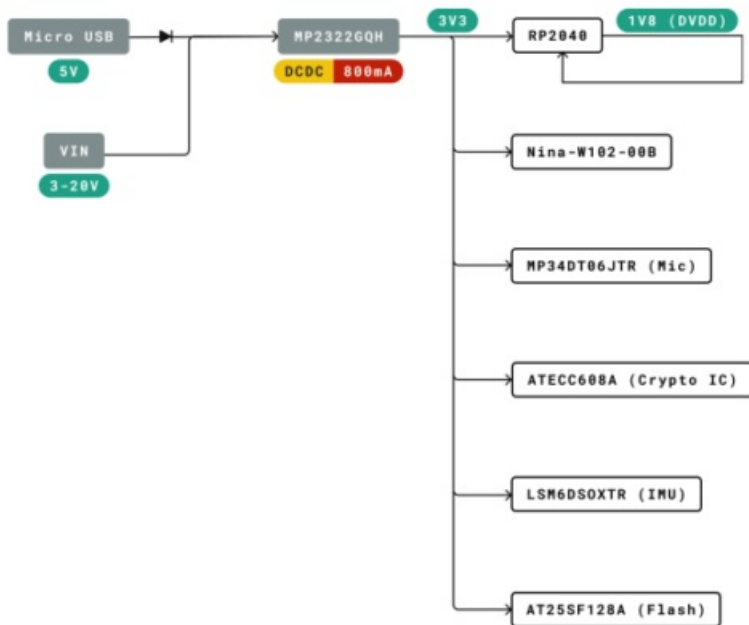 Micro USB
5V
VIN
3-20V
MP2322GQH
DCDC 800mA
3V3
RP2040
1V8 (DVDD)
Nina-W102-00B
MP34DT06JTR (Mic)
ATECC608A (Crypto IC)
LSM6DSOXTR (IMU)
AT25SF128A (Flash)